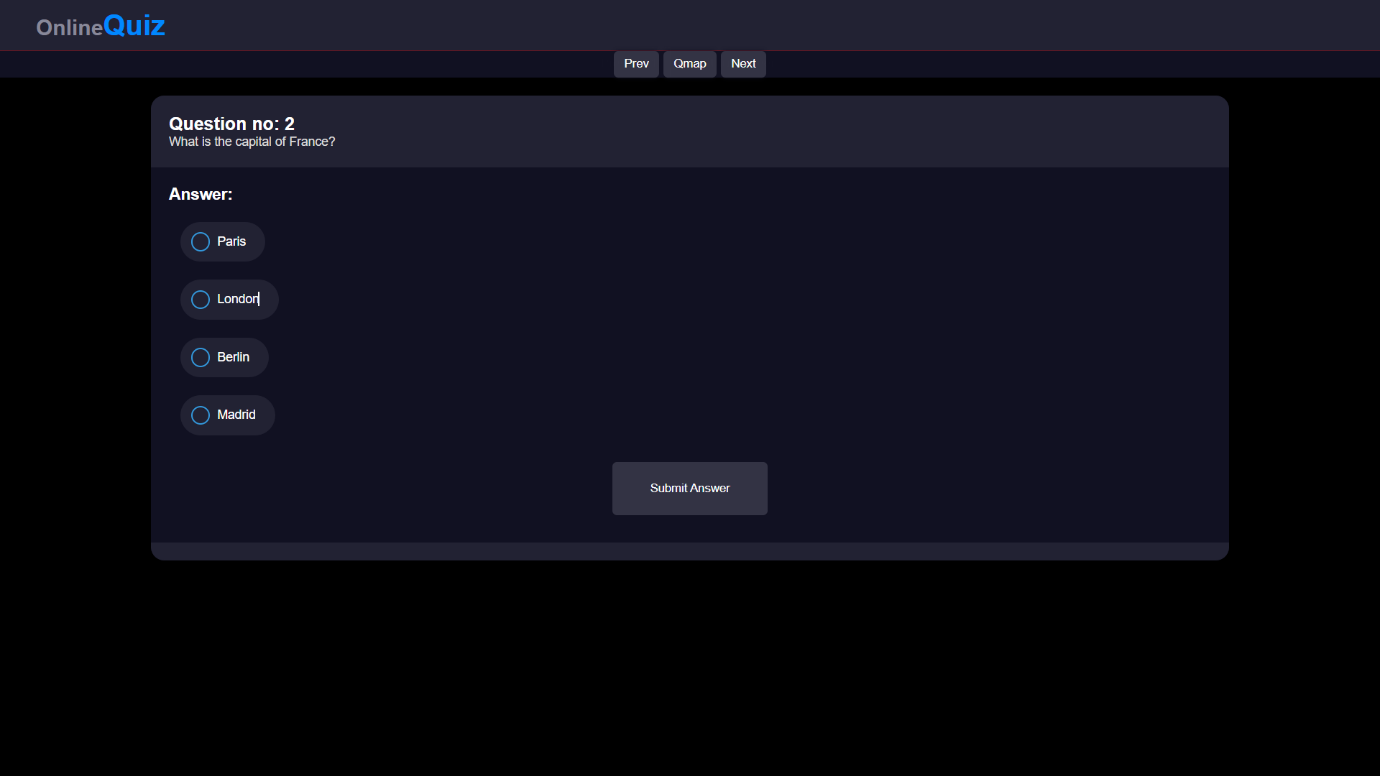 OnlineQuiz
Prev Qmap Next
Question no: 2
What is the capital of France?
Answer:
Paris
London
Berlin
Madrid
Submit Answer